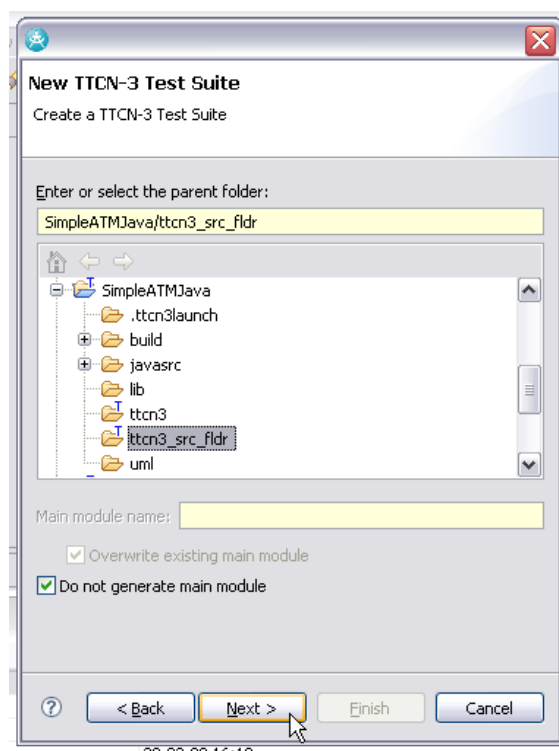 New TTCN-3 Test Suite
Create a TTCN-3 Test Suite
Enter or select the parent folder:
SimpleATMJava/ttcn3_src_fldr
SimpleATMJava
.ttcn3launch
build
javasrc
lib
ttcn3
ttcn3_src_fldr
uml
Main module name:
Overwrite existing main module
Do not generate main module
< Back Next > Finish Cancel